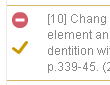 [10] Chang
element an
dentition wi
p.339-45. (2